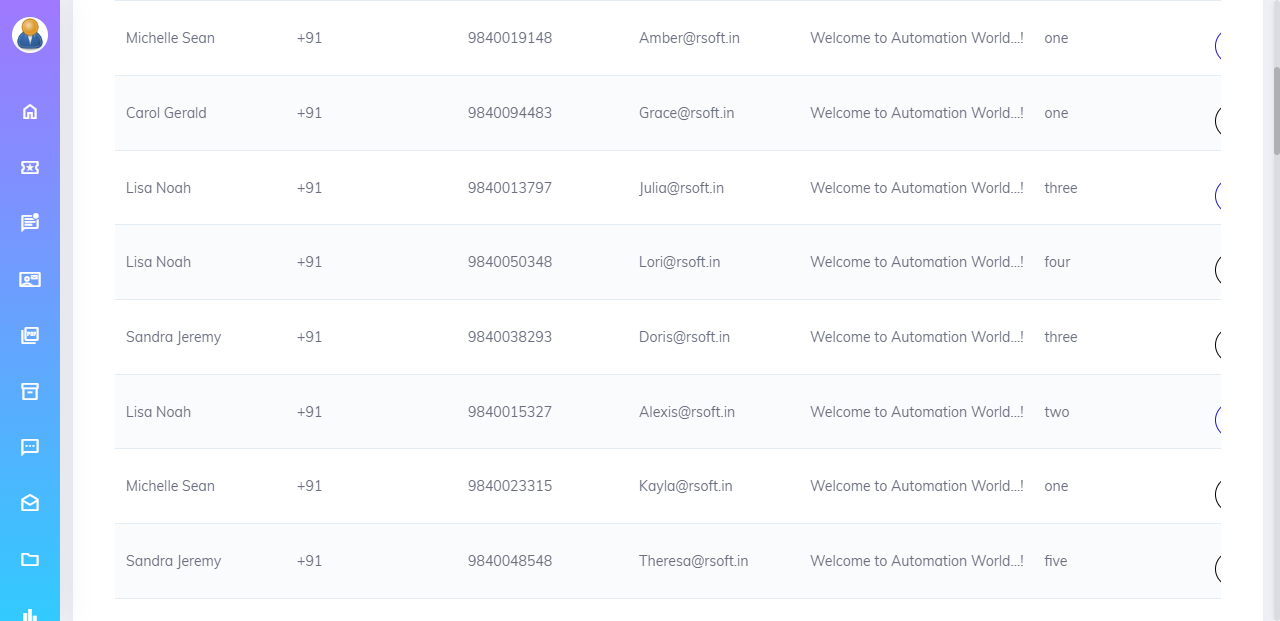 Michelle Sean +91 9840019148 Amber@rsoft.in Welcome to Automation World...! one
Carol Gerald +91 9840094483 Grace@rsoft.in Welcome to Automation World...! one
Lisa Noah +91 9840013797 Julia@rsoft.in Welcome to Automation World...! three
Lisa Noah +91 9840050348 Lori@rsoft.in Welcome to Automation World...! four
Sandra Jeremy +91 9840038293 Doris@rsoft.in Welcome to Automation World...! three
Lisa Noah +91 9840015327 Alexis@rsoft.in Welcome to Automation World...! two
Michelle Sean +91 9840023315 Kayla@rsoft.in Welcome to Automation World...! one
Sandra Jeremy +91 9840048548 Theresa@rsoft.in Welcome to Automation World...! five